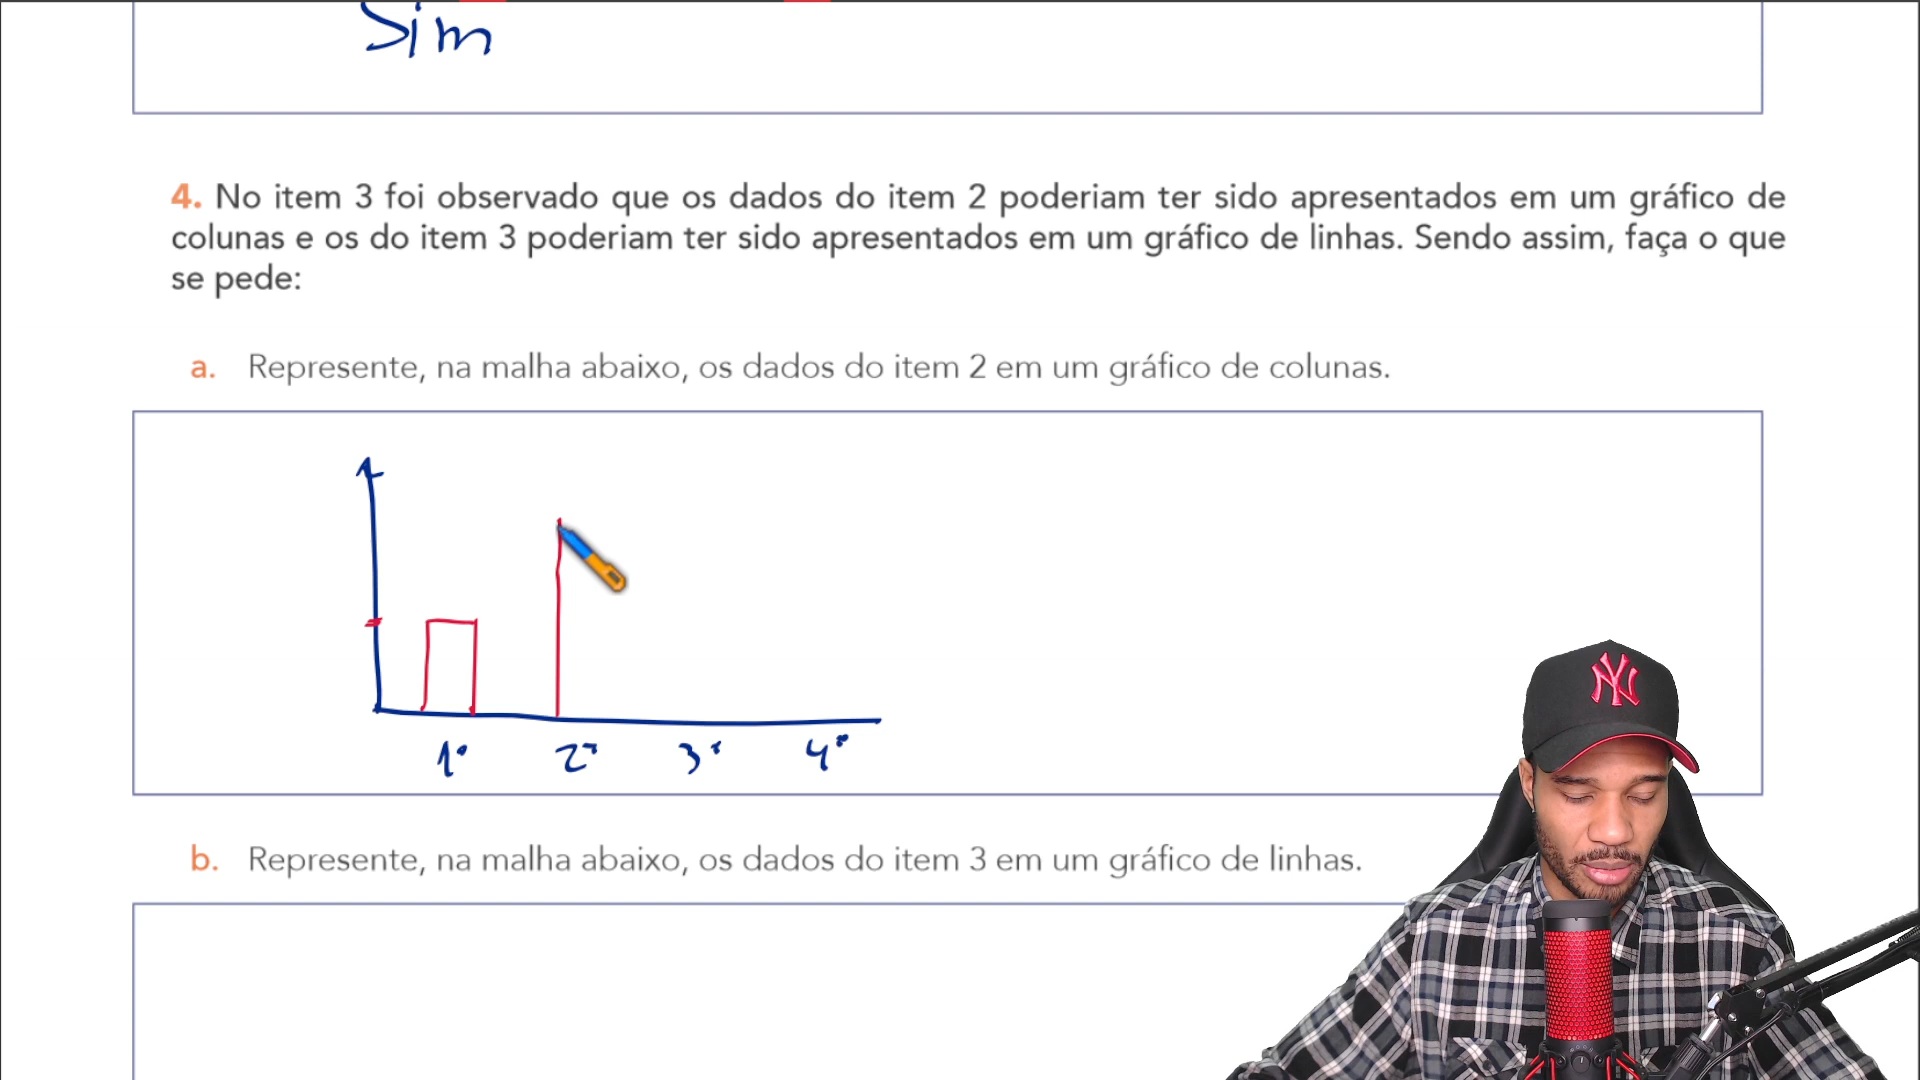 Sim
4. No item 3 foi observado que os dados do item 2 poderiam ter sido apresentados em um gráfico de
colunas e os do item 3 poderiam ter sido apresentados em um gráfico de linhas. Sendo assim, faça o que
se pede:
a. Represente, na malha abaixo, os dados do item 2 em um gráfico de colunas.
1° 2° 3° 4°
b. Represente, na malha abaixo, os dados do item 3 em um gráfico de linhas.
NY